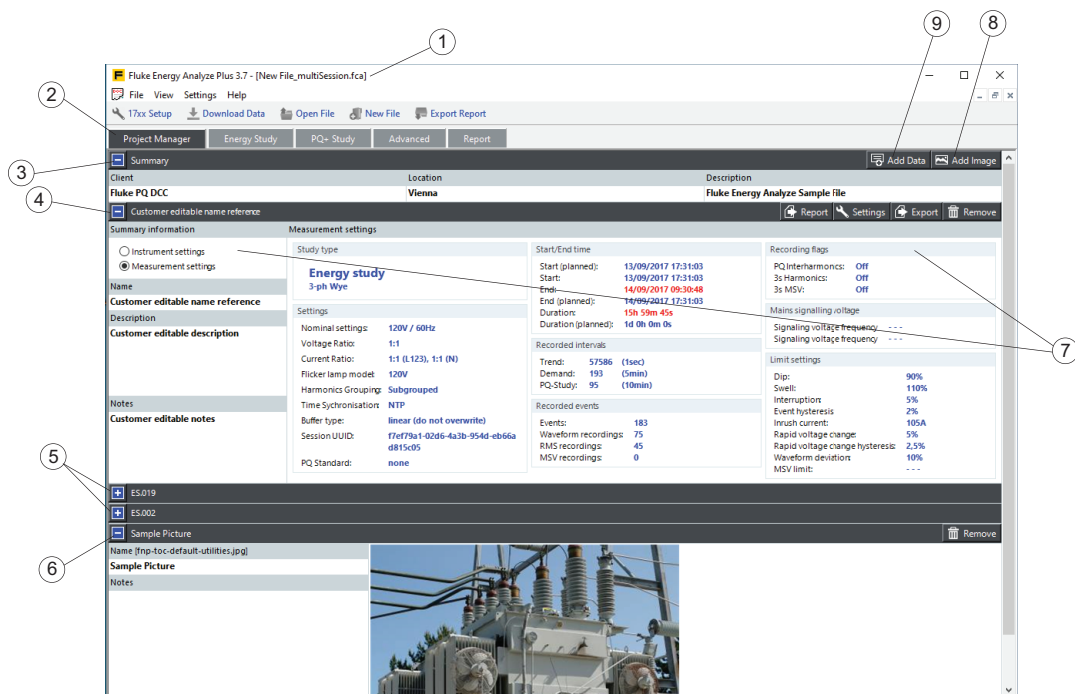 9
8
1
Fluke Energy Analyze Plus 3.7 - [New File_multiSession.fca]
2
File View Settings Help
17xx Setup Download Data Open File New File Export Report
Project Manager Energy Study PQ+ Study Advanced Report
3
Summary Add Data Add Image
Client Location Description
Fluke PQ DCC Vienna Fluke Energy Analyze Sample file
4
Customer editable name reference Report Settings Export Remove
Summary information Measurement settings
Instrument settings
Measurement settings
Name
Customer editable name reference
Description
Customer editable description
Notes
Customer editable notes
Study type
Energy study
3-ph Wye
Settings
Nominal settings: 120V / 60Hz
Voltage Ratio: 1:1
Current Ratio: 1:1 (L123), 1:1 (N)
Flicker lamp model: 120V
Harmonics Grouping: Subgrouped
Time Sychronisation: NTP
Buffer type: linear (do not overwrite)
Session UUID: f7ef79a1-02d6-4a3b-954d-eb66a
d815c05
PQ Standard: none
Start/End time
Start (planned): 13/09/2017 17:31:03
Start: 13/09/2017 17:31:03
End: 14/09/2017 09:30:48
End (planned): 14/09/2017 17:31:03
Duration: 15h 59m 45s
Duration (planned): 1d 0h 0m 0s
Recorded intervals
Trend: 57586 (1sec)
Demand: 193 (5min)
PQ-Study: 95 (10min)
Recorded events
Events: 183
Waveform recordings: 75
RMS recordings: 45
MSV recordings: 0
Recording flags
PQ Interharmoncs: Off
3s Harmonics: Off
3s MSV: Off
Mains signalling voltage
Signaling voltage frequency - - -
Signaling voltage frequency - - -
Limit settings
Dip: 90%
Swell: 110%
Interruption: 5%
Event hysteresis 2%
Inrush current: 105A
Rapid voltage change: 5%
Rapid voltage change hysteresis: 2,5%
Waveform deviation: 10%
MSV limit: - - -
7
5
ES.019
ES.002
6
Sample Picture Remove
Name [fnp-toc-default-utilities.jpg]
Sample Picture
Notes